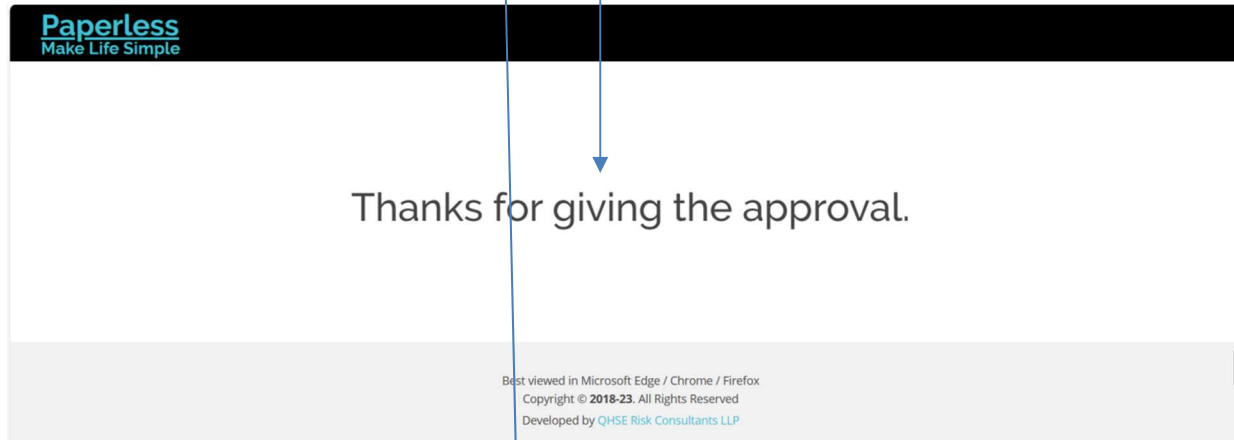 Paperless
Make Life Simple
Thanks for giving the approval.
Best viewed in Microsoft Edge / Chrome / Firefox
Copyright © 2018-23. All Rights Reserved
Developed by QHSE Risk Consultants LLP